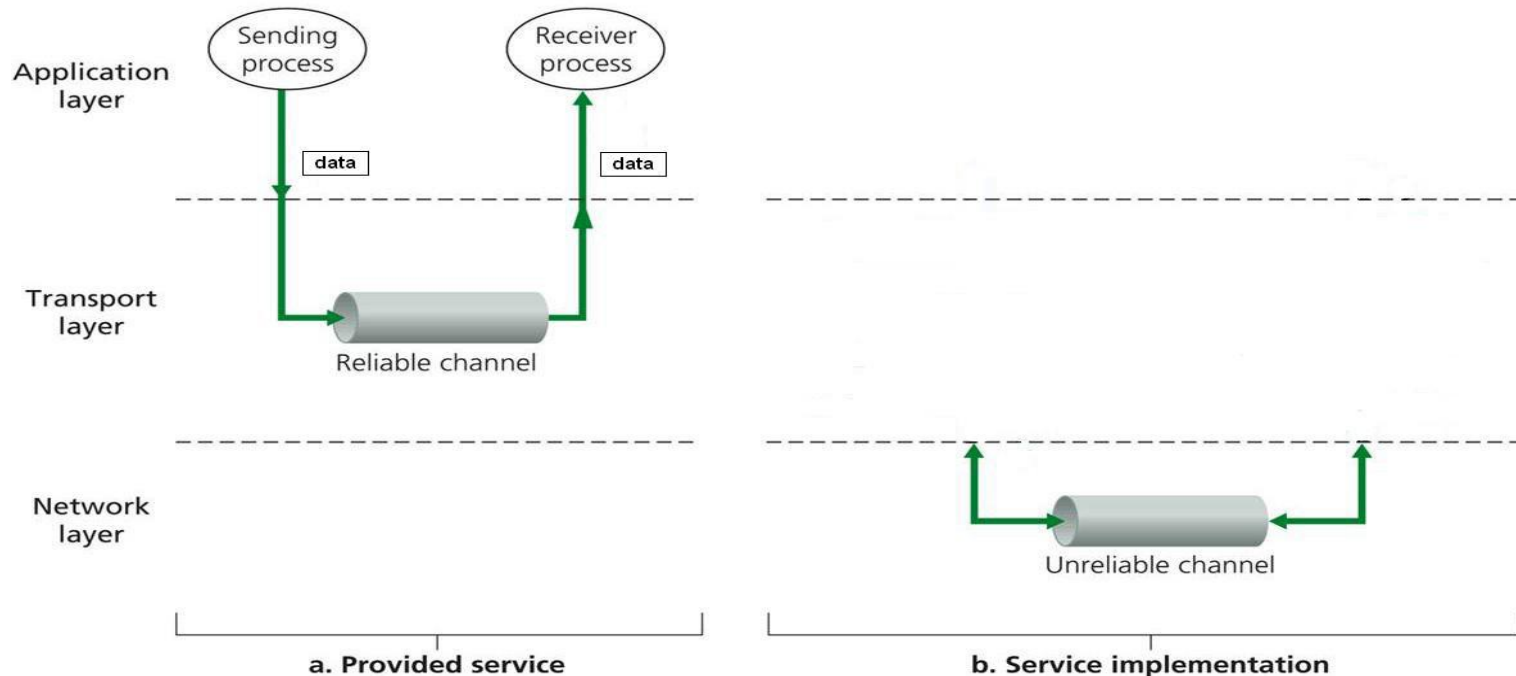 Sending
process
Receiver
process
Application
layer
data
data
Transport
layer
Reliable channel
Network
layer
Unreliable channel
a. Provided service
b. Service implementation